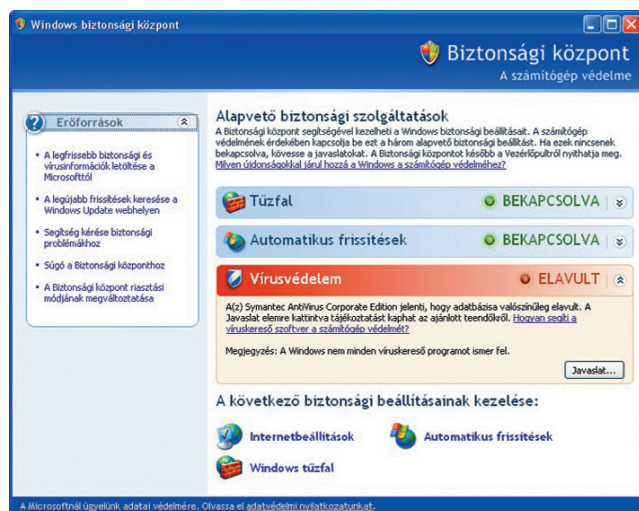 Windows biztonsági központ
Biztonsági központ
A számítógép védelme
Erőforrások
• A legfrissebb biztonsági és
vírusinformációk letöltése a
Microsofttól
• A legújabb frissítések keresése a
Windows Update webhelyen
• Segítség kérése biztonsági
problémákhoz
• Súgó a Biztonsági központhoz
• A Biztonsági központ riasztási
módjának megváltoztatása
Alapvető biztonsági szolgáltatások
A Biztonsági központ segítségével kezelheti a Windows biztonsági beállításait. A számítógép
védelmének érdekében kapcsolja be ezt a három alapvető biztonsági beállítást. Ha ezek nincsenek
bekapcsolva, kövesse a javaslatokat. A Biztonsági központot később a Vezérlőpultról nyithatja meg.
Milyen újdonságokkal járul hozzá a Windows a számítógép védelméhez?
Tűzfal BEKAPCSOLVA
Automatikus frissítések BEKAPCSOLVA
Vírusvédelem ELAVULT
A(z) Symantec AntiVirus Corporate Edition jelenti, hogy adatbázisa valószínűleg elavult. A
Javaslat elemre kattintva tájékoztatást kaphat az ajánlott teendőkről. Hogyan segíti a
víruskereső szoftver a számítógép védelmét?
Megjegyzés: A Windows nem minden víruskereső programot ismer fel.
Javaslat...
A következő biztonsági beállításainak kezelése:
Internetbeállítások
Automatikus frissítések
Windows tűzfal
A Microsoftnál ügyelünk adatai védelmére. Olvassa el adatvédelmi nyilatkozatunkat.